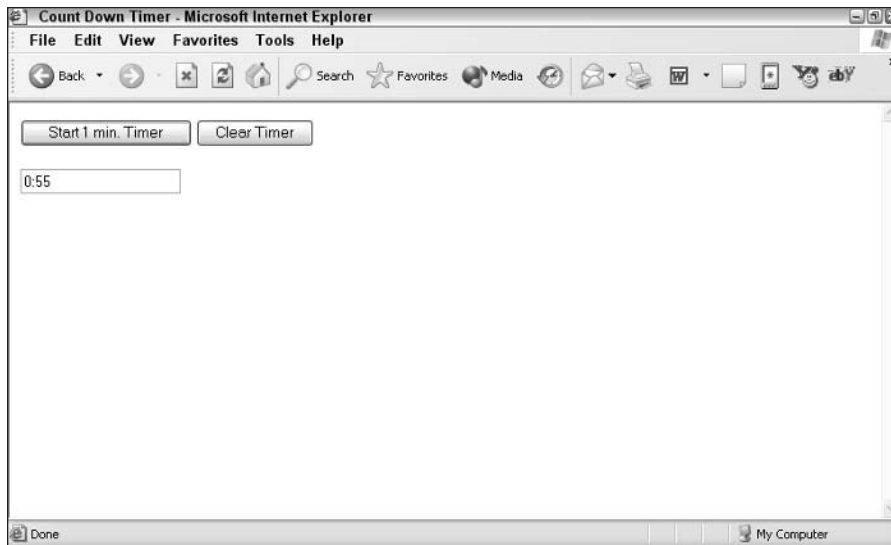 Count Down Timer - Microsoft Internet Explorer
File Edit View Favorites Tools Help
Back Search Favorites Media
Start 1 min. Timer Clear Timer
0:55
Done My Computer